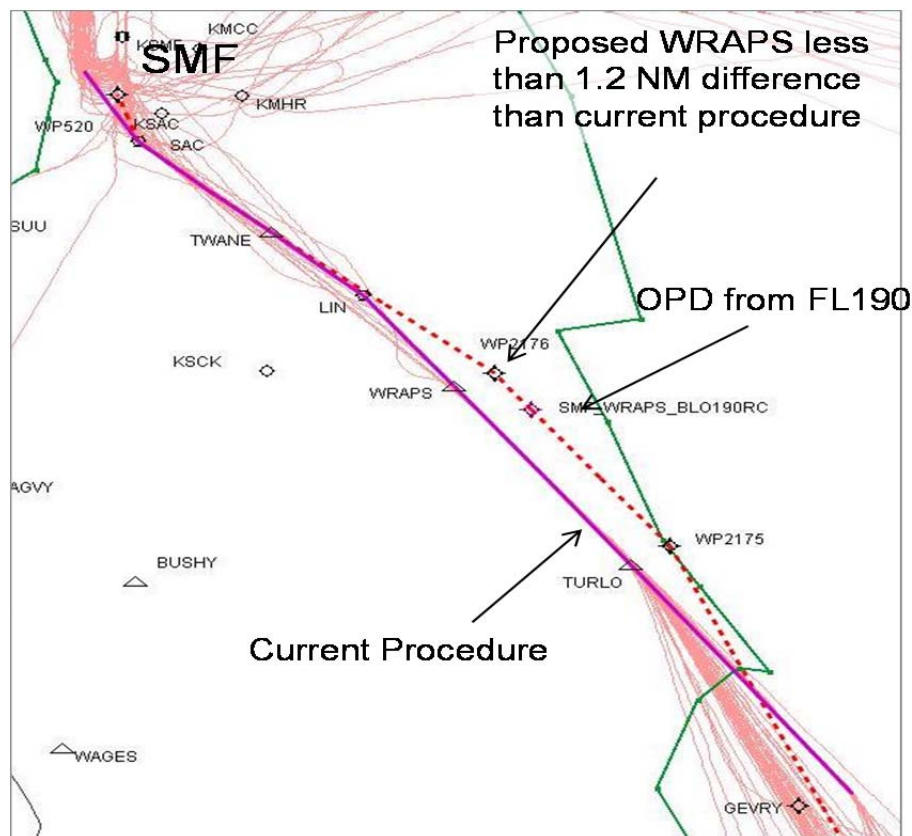 KMCC
KSMF
SMF
Proposed WRAPS less
than 1.2 NM difference
than current procedure
KMHR
WP520
KSAC
SAC
SUU
TWANE
LIN
OPD from FL190
WP2176
KSCK
WRAPS
SMF_WRAPS_BLO190RC
AGVY
WP2175
BUSHY
TURLO
Current Procedure
WAGES
GEVRY